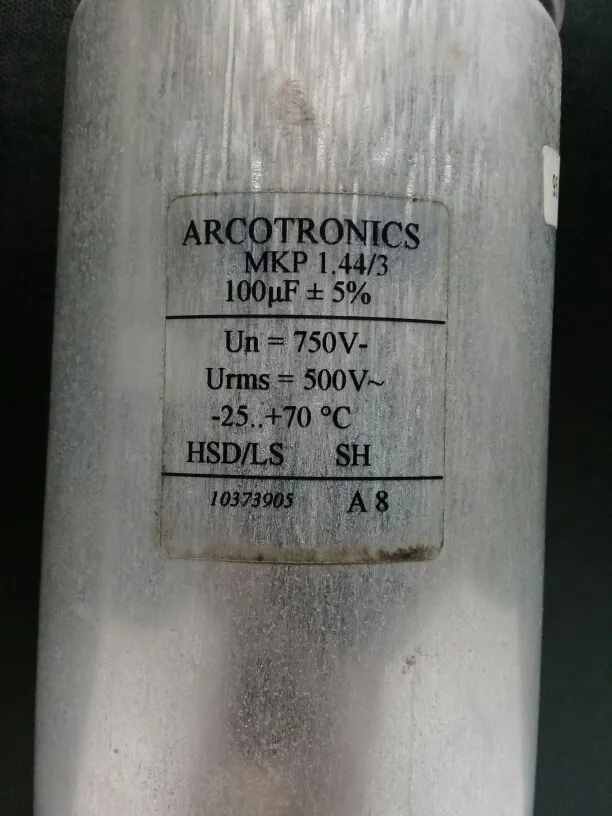 ARCOTRONICS
MKP 1.44/3
100µF ± 5%
Un = 750V-
Urms = 500V~
-25..+70 °C
HSD/LS SH
10373905 A 8